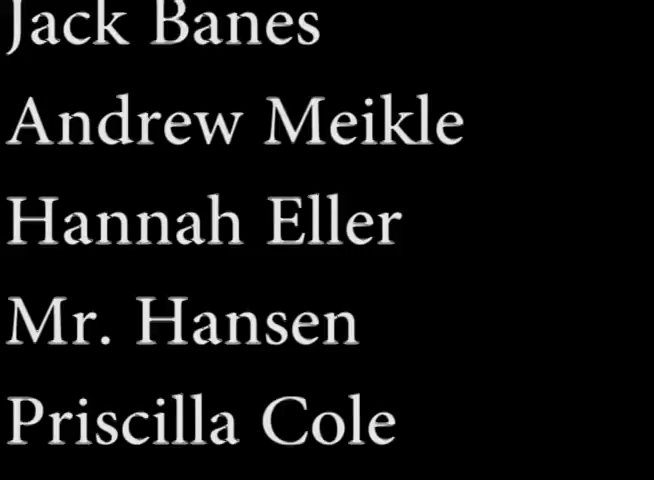 Jack Banes
Andrew Meikle
Hannah Eller
Mr. Hansen
Priscilla Cole